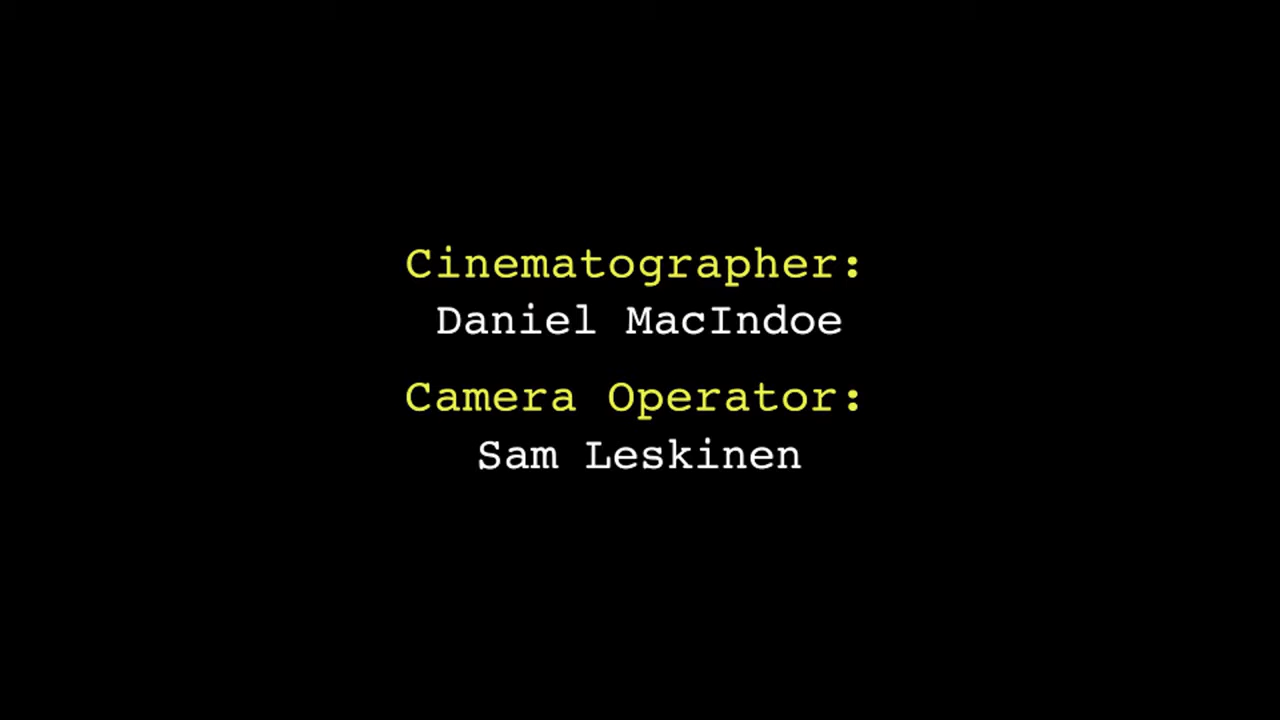 Cinematographer:
Daniel MacIndoe
Camera Operator:
Sam Leskinen